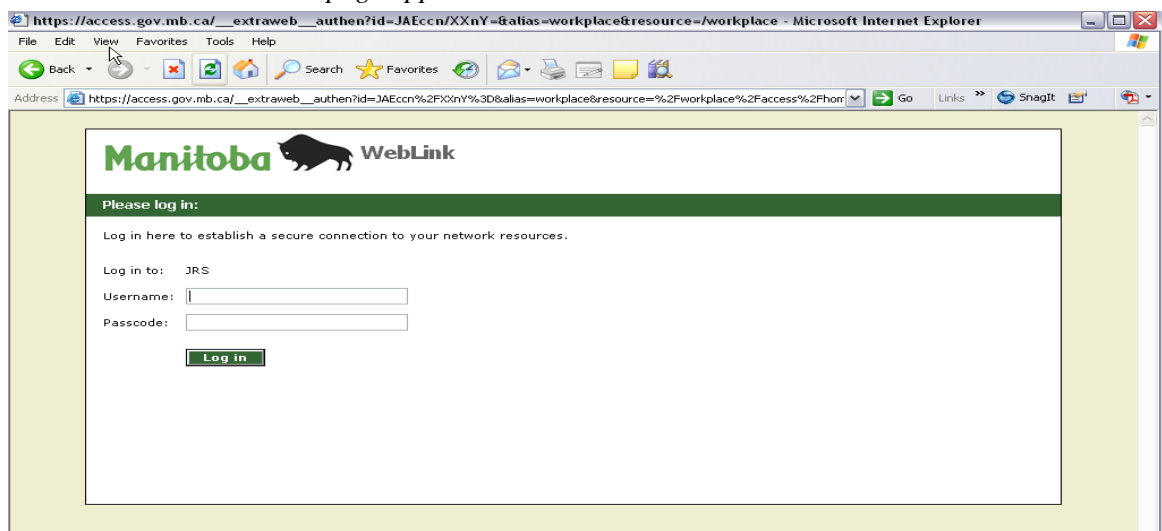 https://access.gov.mb.ca/__extraweb__authen?id=JAEccn/XXnY=&alias=workplace&resource=/workplace - Microsoft Internet Explorer
File Edit View Favorites Tools Help
Back Search Favorites
Address https://access.gov.mb.ca/__extraweb__authen?id=JAEccn%2FXXnY%3D&alias=workplace&resource=%2Fworkplace%2Faccess%2Fhom Go Links » SnagIt
Manitoba WebLink
Please log in:
Log in here to establish a secure connection to your network resources.
Log in to: JRS
Username:
Passcode:
Log in